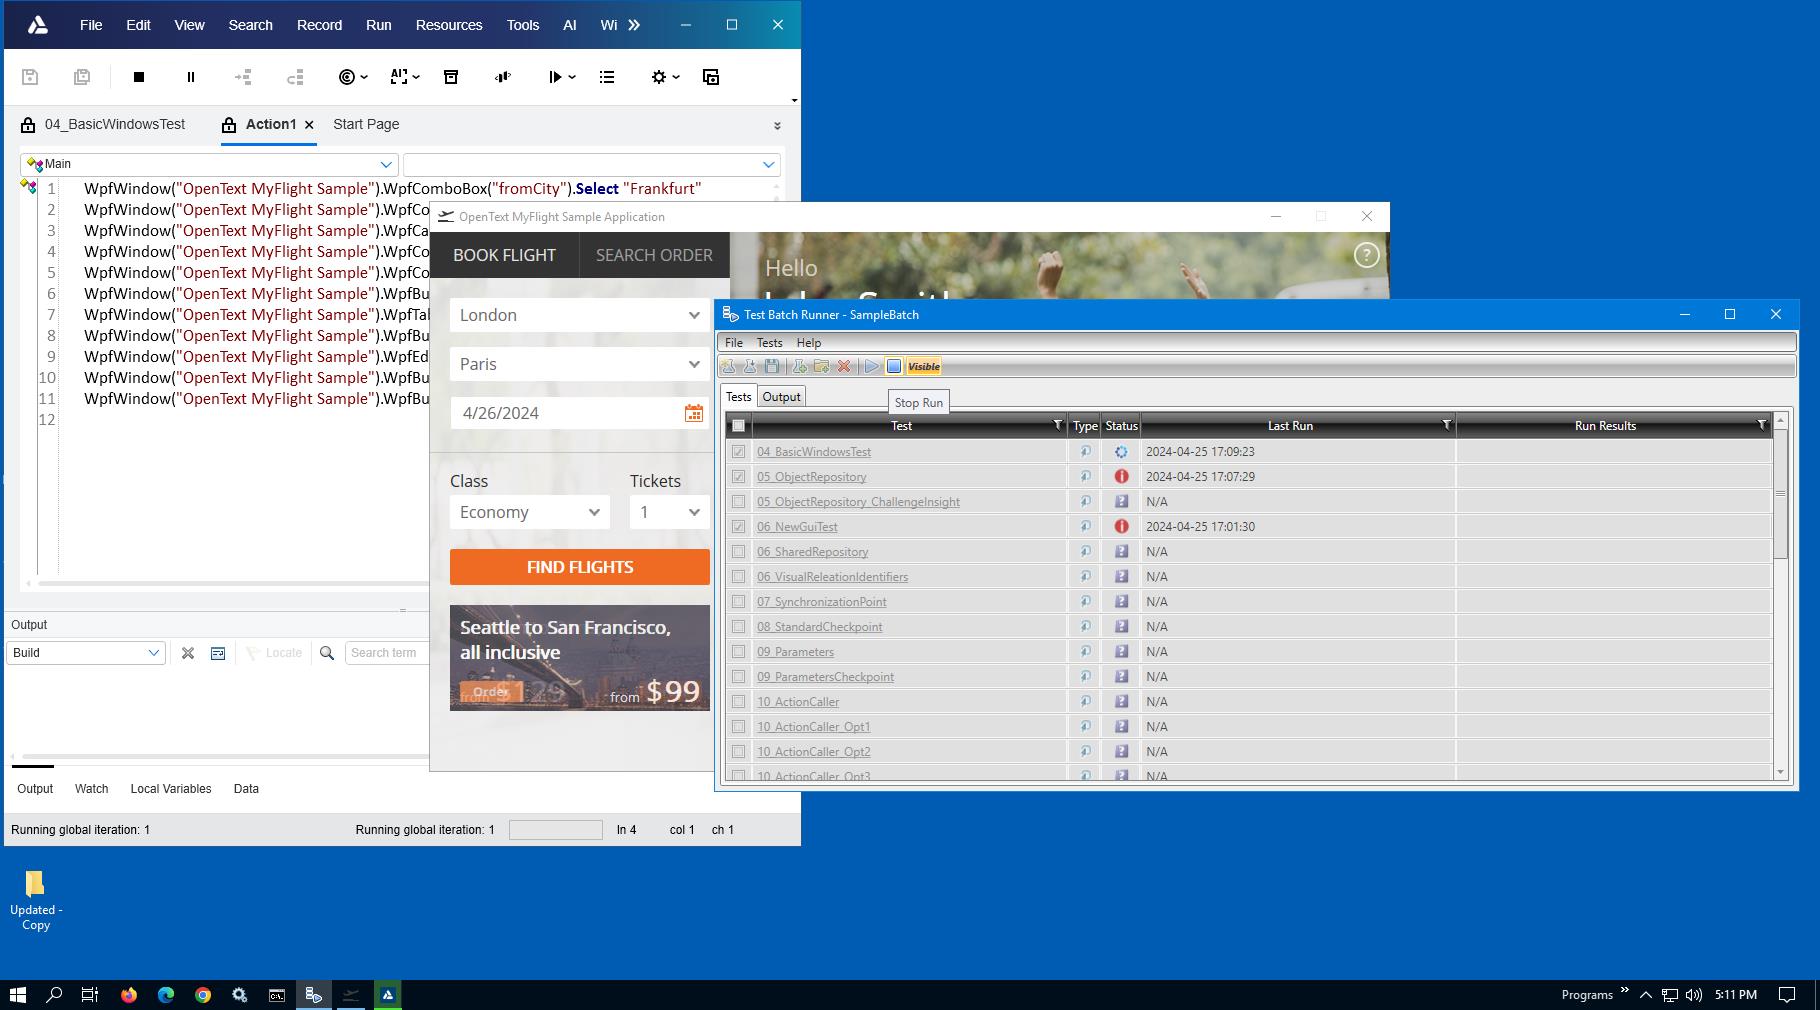 File Edit View Search Record Run Resources Tools AI Wi
04_BasicWindowsTest Action1 Start Page
Main
1 WpfWindow("OpenText MyFlight Sample").WpfComboBox("fromCity").Select "Frankfurt"
2 WpfWindow("OpenText MyFlight Sample").WpfCo
3 WpfWindow("OpenText MyFlight Sample").WpfCa
4 WpfWindow("OpenText MyFlight Sample").WpfCo
5 WpfWindow("OpenText MyFlight Sample").WpfCo
6 WpfWindow("OpenText MyFlight Sample").WpfBu
7 WpfWindow("OpenText MyFlight Sample").WpfTab
8 WpfWindow("OpenText MyFlight Sample").WpfBu
9 WpfWindow("OpenText MyFlight Sample").WpfEd
10 WpfWindow("OpenText MyFlight Sample").WpfBu
11 WpfWindow("OpenText MyFlight Sample").WpfBu
12
Output
Build Locate Search term
Output Watch Local Variables Data
Running global iteration: 1 Running global iteration: 1 ln 4 col 1 ch 1
OpenText MyFlight Sample Application
BOOK FLIGHT SEARCH ORDER
Hello
London
Paris
4/26/2024
Class Tickets
Economy 1
FIND FLIGHTS
Seattle to San Francisco,
all inclusive
Order
from $129 from $99
Test Batch Runner - SampleBatch
File Tests Help
Visible
Tests Output
Stop Run
Test Type Status Last Run Run Results
04_BasicWindowsTest 2024-04-25 17:09:23
05_ObjectRepository 2024-04-25 17:07:29
05_ObjectRepository_ChallengeInsight N/A
06_NewGuiTest 2024-04-25 17:01:30
06_SharedRepository N/A
06_VisualReleationIdentifiers N/A
07_SynchronizationPoint N/A
08_StandardCheckpoint N/A
09_Parameters N/A
09_ParametersCheckpoint N/A
10_ActionCaller N/A
10_ActionCaller_Opt1 N/A
10_ActionCaller_Opt2 N/A
10_ActionCaller_Opt3 N/A
Updated -
Copy
Programs 5:11 PM